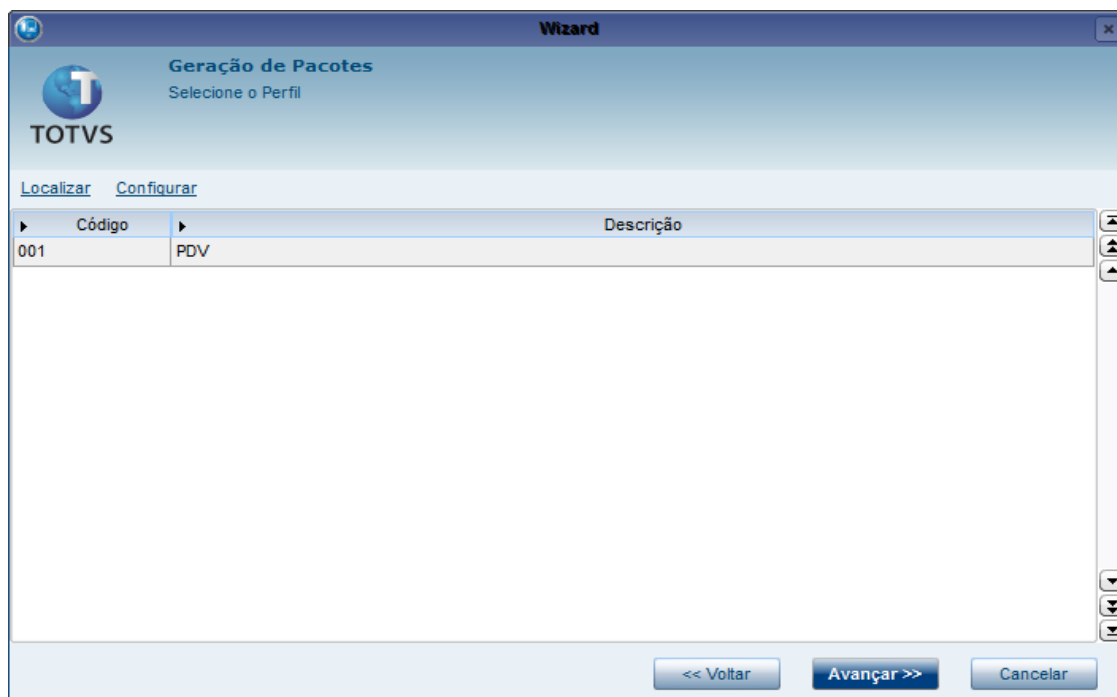 Wizard
Geração de Pacotes
Selecione o Perfil
T
TOTVS
Localizar Configurar
Código Descrição
001 PDV
<< Voltar Avançar >> Cancelar